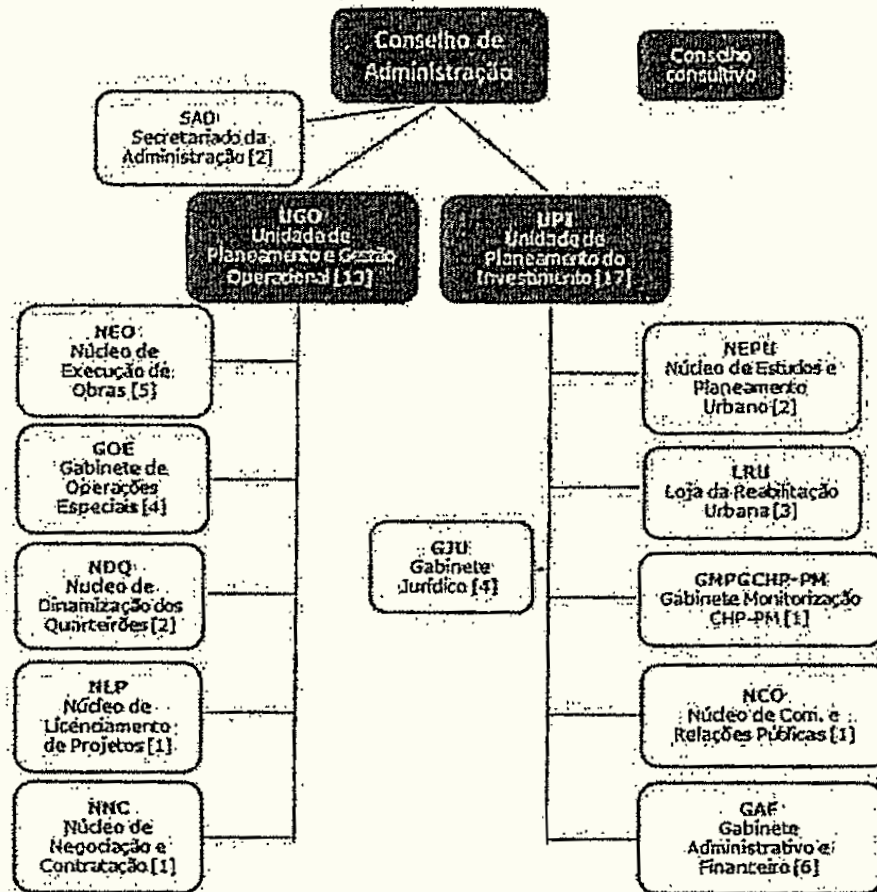 Conselho de
Administração
Conselho
consultivo
SAD
Secretariado da
Administração [2]
UGO
Unidade de
Planeamento e Gestão
Operacional [13]
UPI
Unidade de
Planeamento do
Investimento [17]
NEO
Núcleo de
Execução de
Obras [5]
GOE
Gabinete de
Operações
Especiais [4]
NDQ
Nucleo de
Dinamização dos
Quarteirões [2]
NLP
Núcleo de
Licenciamento
de Projetos [1]
NNC
Núcleo de
Negociação e
Contratação [1]
GJU
Gabinete
Jurídico [4]
NEPU
Núcleo de Estudos e
Planeamento
Urbano [2]
LRU
Loja da Reabilitação
Urbana [3]
GMPGCHP-PM
Gabinete Monitorização
CHP-PM [1]
NCO
Núcleo de Com. e
Relações Públicas [1]
GAF
Gabinete
Administrativo e
Financeiro [6]